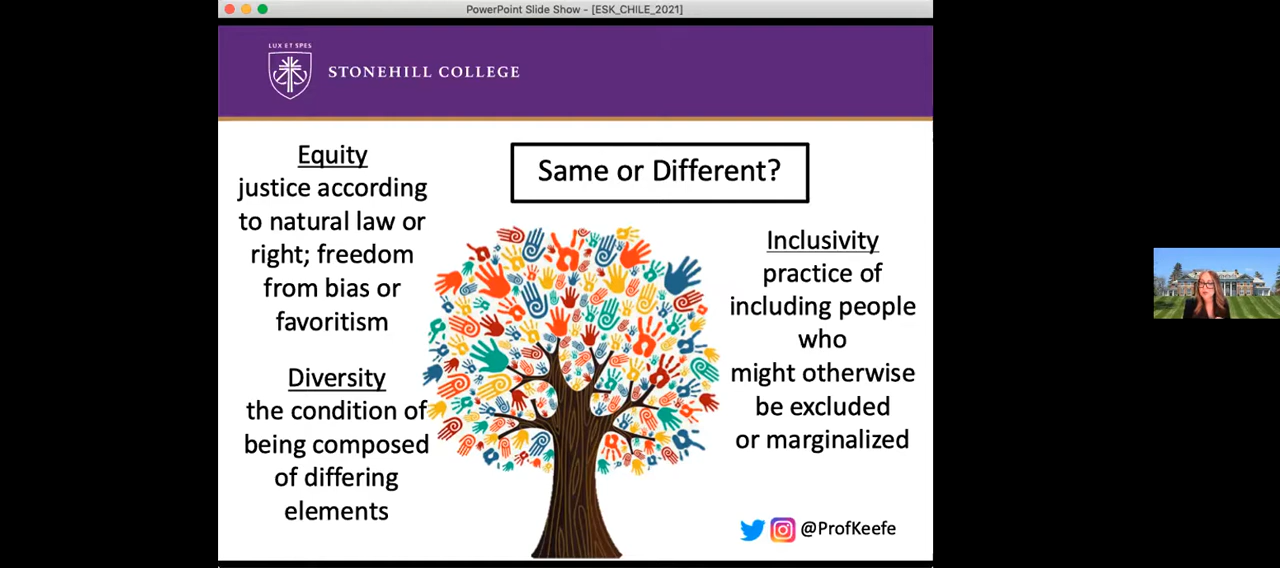 PowerPoint Slide Show - [ESK_CHILE_2021]
LUX ET SPES
STONEHILL COLLEGE
Equity
justice according
to natural law or
right; freedom
from bias or
favoritism
Diversity
the condition of
being composed
of differing
elements
Same or Different?
Inclusivity
practice of
including people
who
might otherwise
be excluded
or marginalized
@ProfKeefe